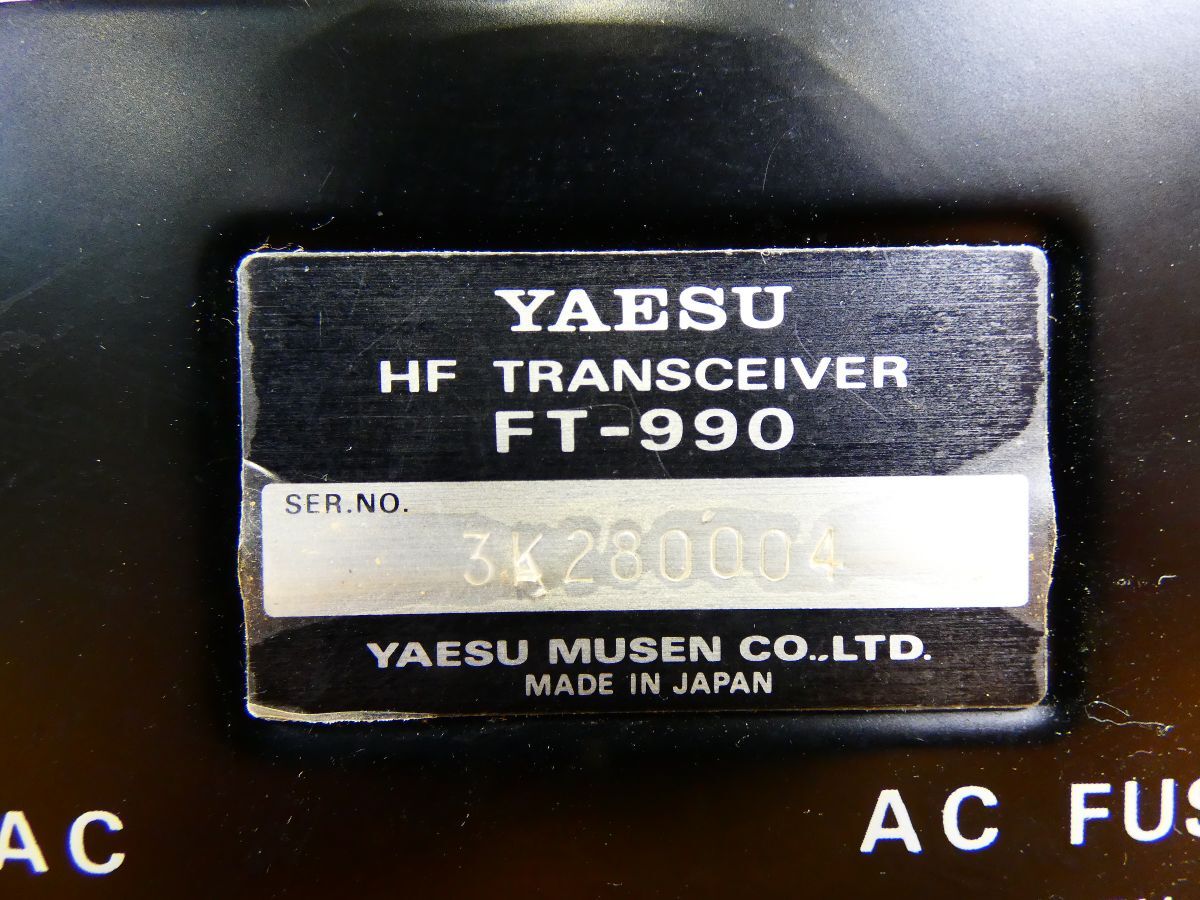 YAESU
HF TRANSCEIVER
FT-990
SER.NO.
3K280004
YAESU MUSEN CO.,LTD.
MADE IN JAPAN
AC
AC FUS